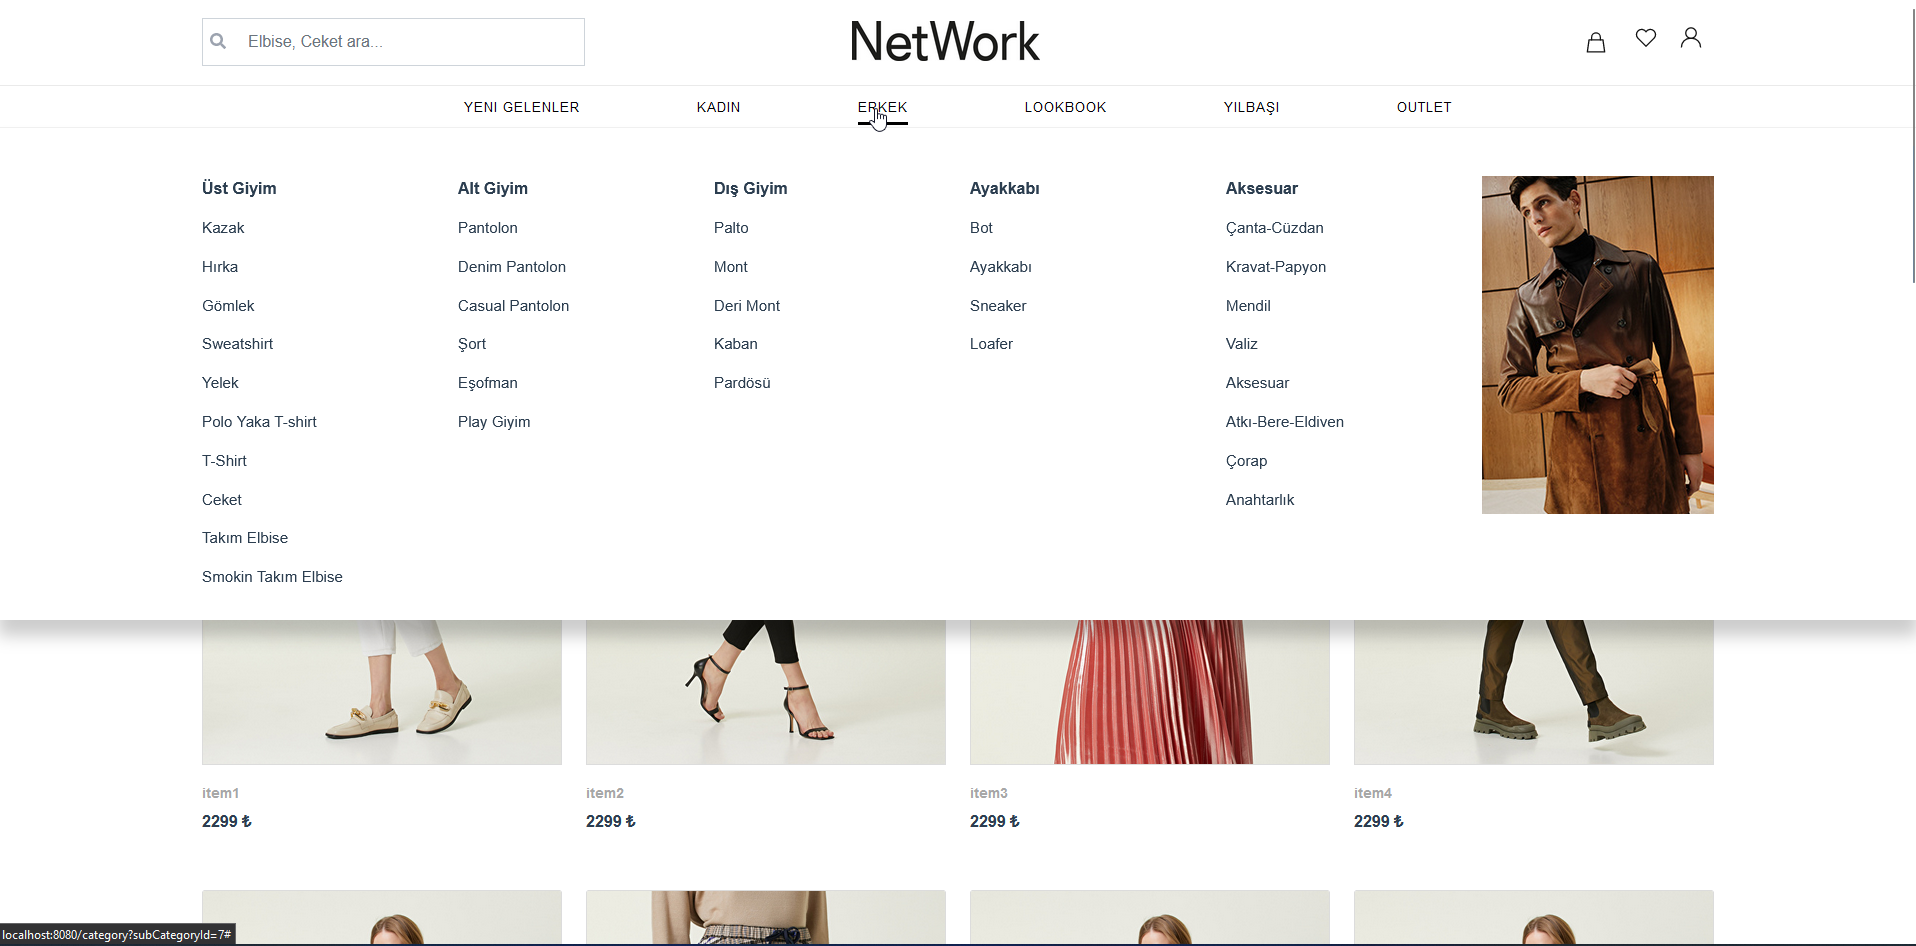 Elbise, Ceket ara...
NetWork
YENİ GELENLER
KADIN
ERKEK
LOOKBOOK
YILBAŞI
OUTLET
Üst Giyim
Kazak
Hırka
Gömlek
Sweatshirt
Yelek
Polo Yaka T-shirt
T-Shirt
Ceket
Takım Elbise
Smokin Takım Elbise
Alt Giyim
Pantolon
Denim Pantolon
Casual Pantolon
Şort
Eşofman
Play Giyim
Dış Giyim
Palto
Mont
Deri Mont
Kaban
Pardösü
Ayakkabı
Bot
Ayakkabı
Sneaker
Loafer
Aksesuar
Çanta-Cüzdan
Kravat-Papyon
Mendil
Valiz
Aksesuar
Atkı-Bere-Eldiven
Çorap
Anahtarlık
item1
2299 ₺
item2
2299 ₺
item3
2299 ₺
item4
2299 ₺
localhost:8080/category?subCategoryId=7#